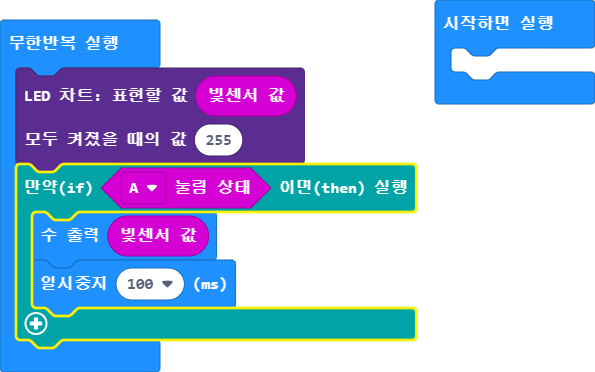 무한반복 실행
LED 차트: 표현할 값 빛센서 값
모두 켜졌을 때의 값 255
만약(if) A 눌림 상태 이면(then) 실행
수 출력 빛센서 값
일시중지 100 (ms)
시작하면 실행